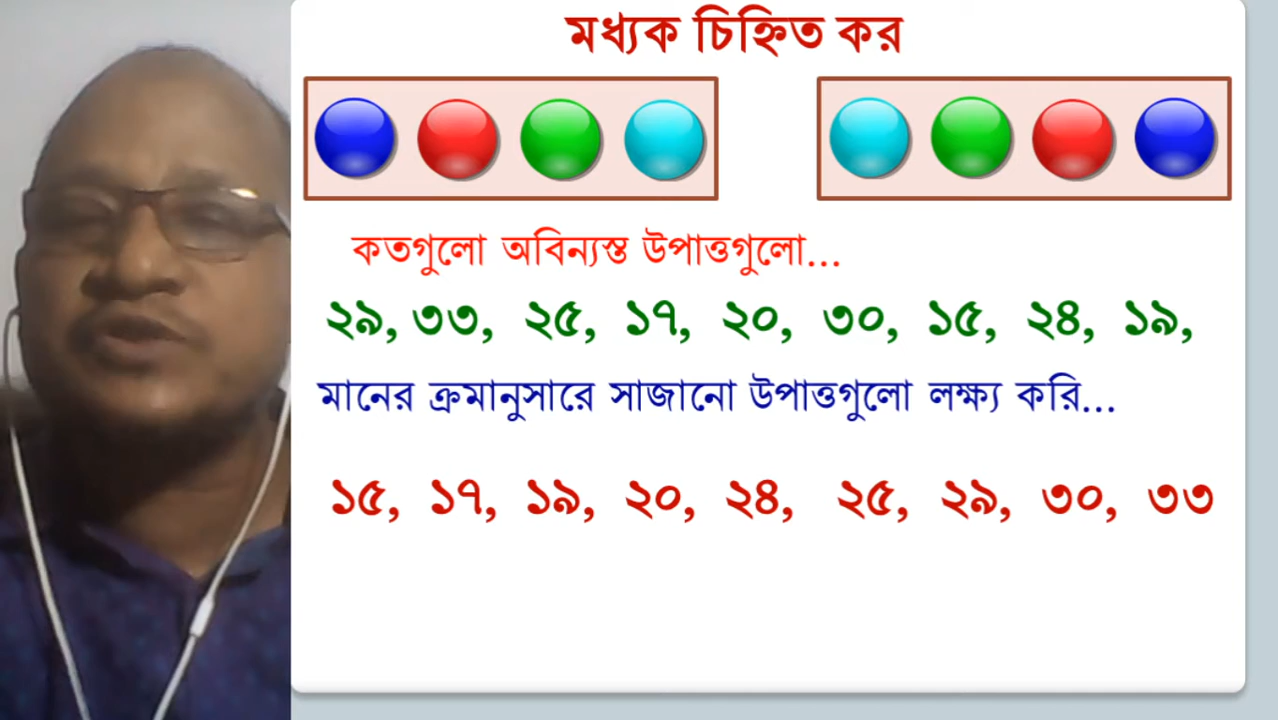 মধ্যক চিহ্নিত কর
কতগুলো অবিন্যস্ত উপাত্তগুলো...
২৯, ৩৩, ২৫, ১৭, ২০, ৩০, ১৫, ২৪, ১৯,
মানের ক্রমানুসারে সাজানো উপাত্তগুলো লক্ষ্য করি...
১৫, ১৭, ১৯, ২০, ২৪, ২৫, ২৯, ৩০, ৩৩